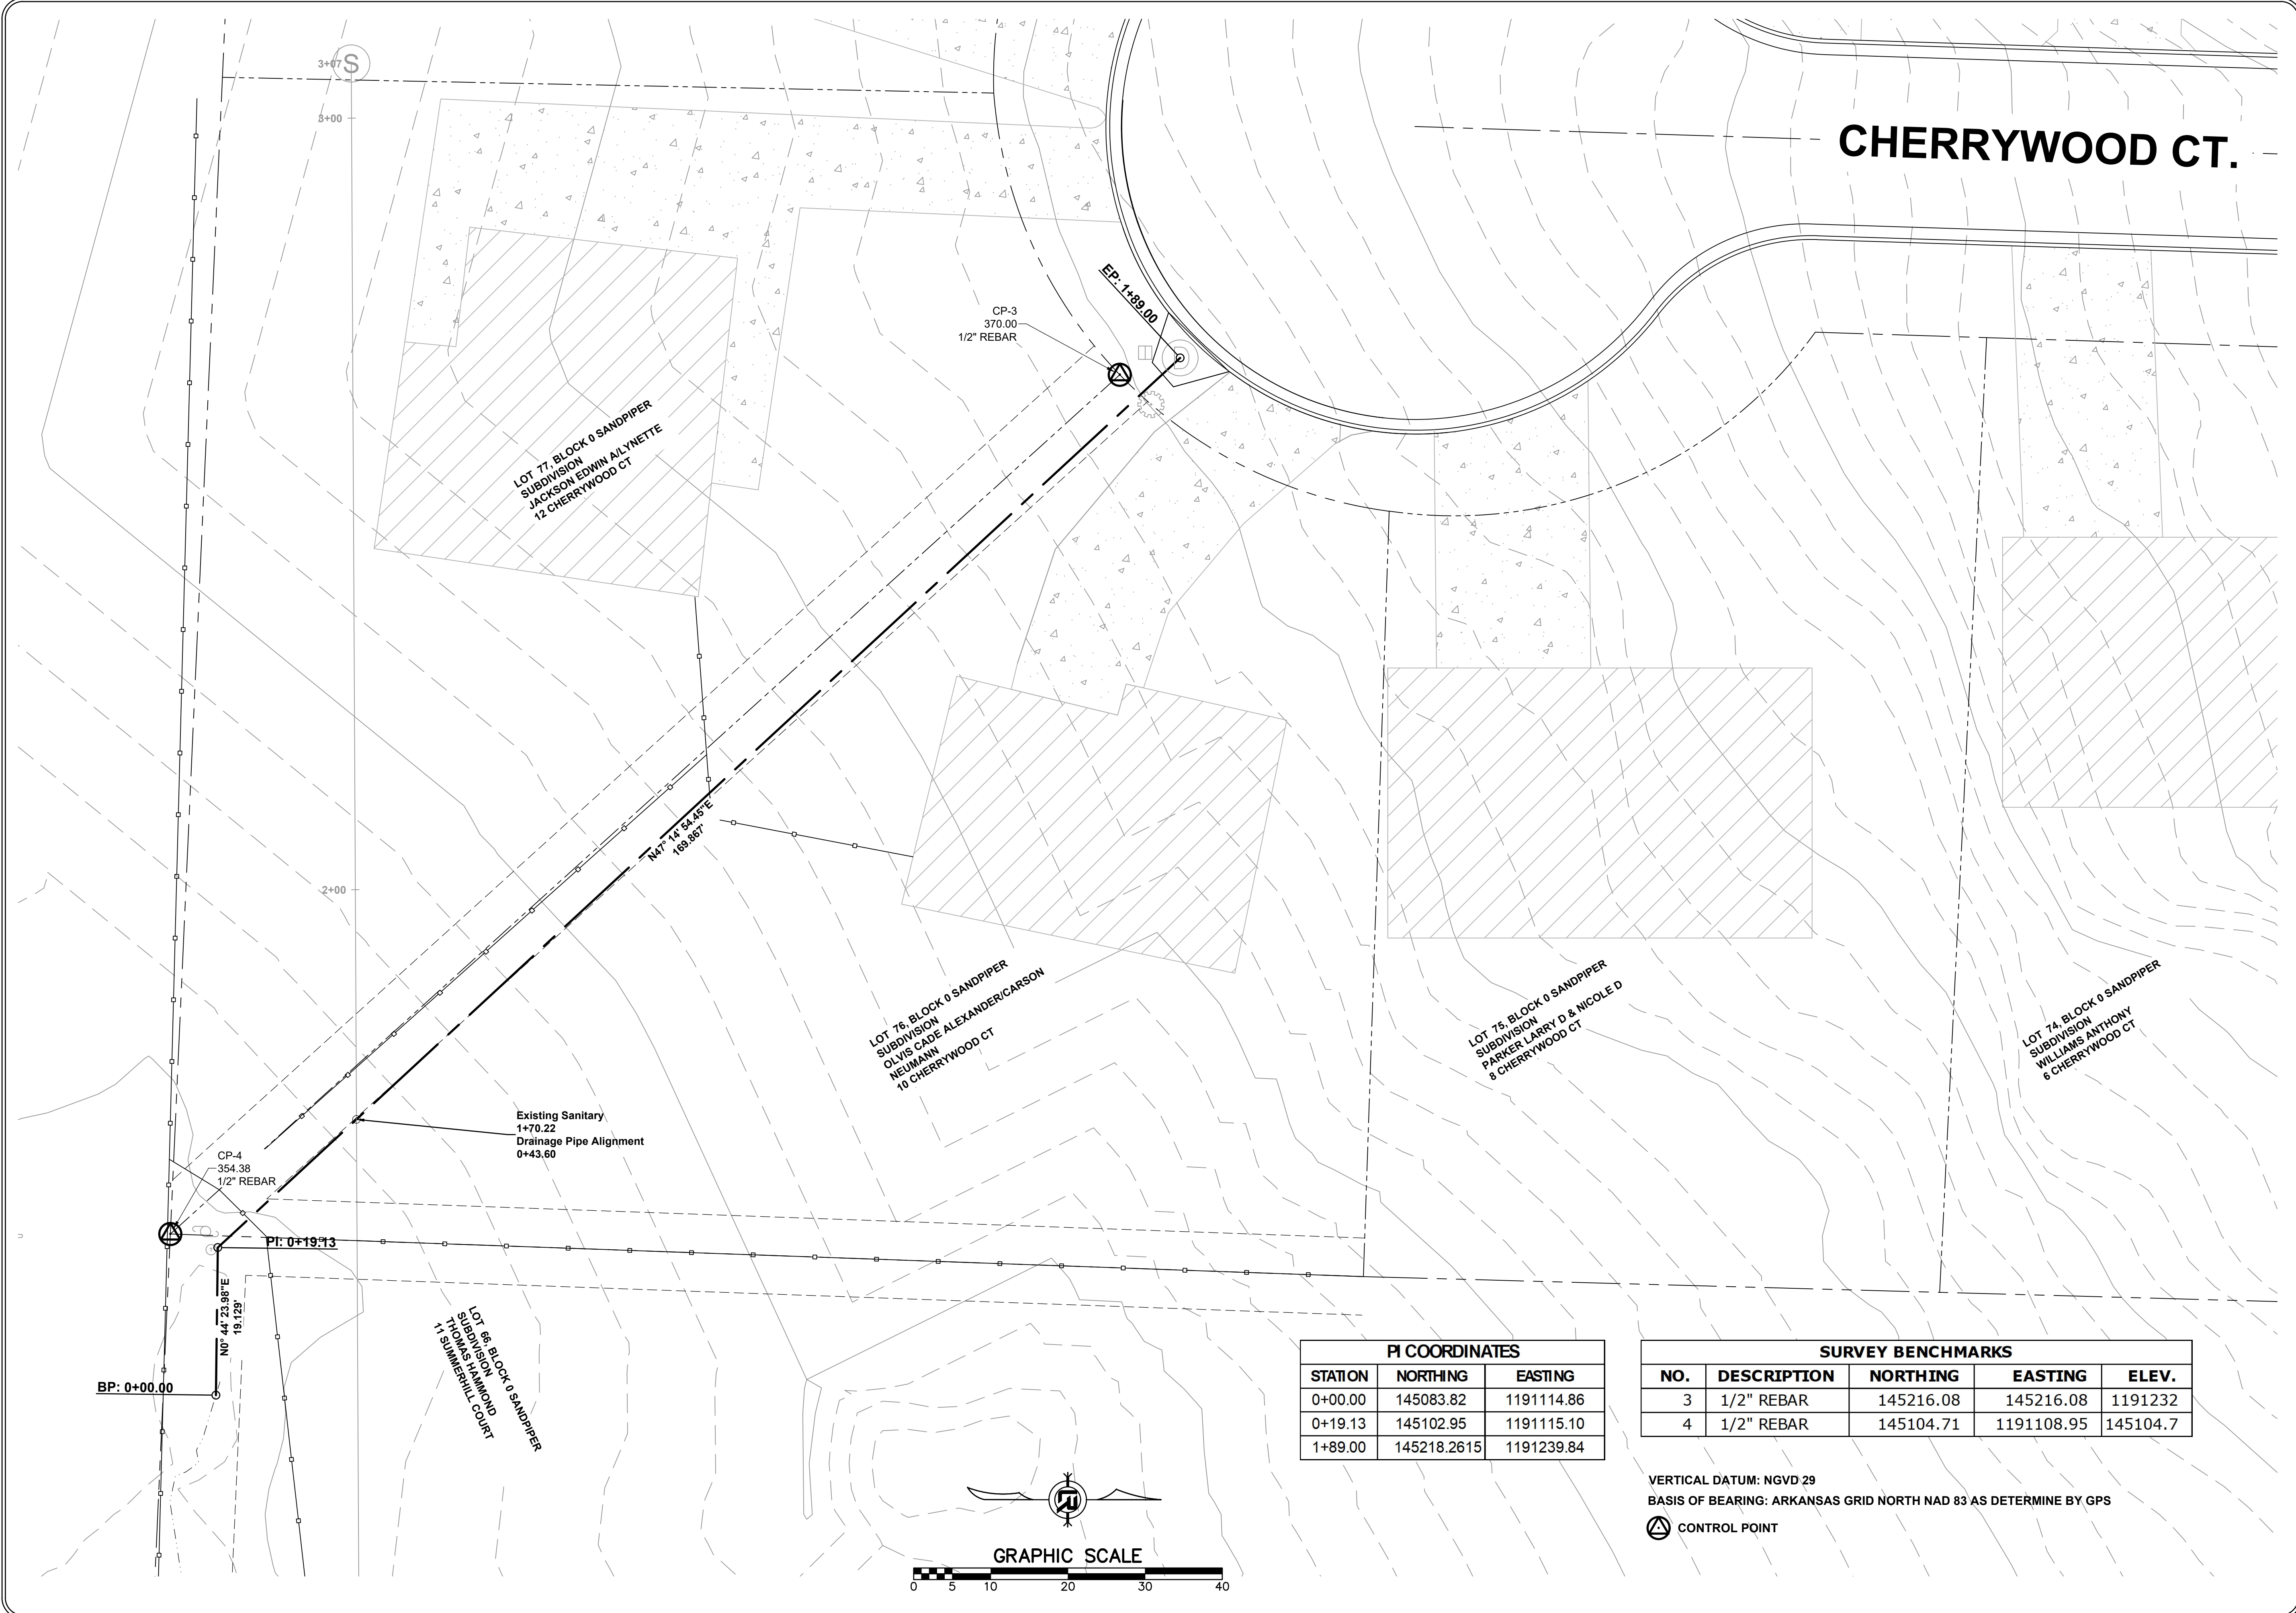 3+07 S
3+00
CHERRYWOOD CT.
EP: 1+89.00
CP-3
370.00
1/2" REBAR
LOT 77, BLOCK 0 SANDPIPER
SUBDIVISION
JACKSON EDWIN A/LYNETTE
12 CHERRYWOOD CT
N47° 14' 54.45"E
169.867'
2+00
LOT 76, BLOCK 0 SANDPIPER
SUBDIVISION
OLVIS CADE ALEXANDER/CARSON
NEUMANN
10 CHERRYWOOD CT
LOT 75, BLOCK 0 SANDPIPER
SUBDIVISION
PARKER LARRY D & NICOLE D
8 CHERRYWOOD CT
LOT 74, BLOCK 0 SANDPIPER
SUBDIVISION
WILLIAMS ANTHONY
6 CHERRYWOOD CT
Existing Sanitary
1+70.22
Drainage Pipe Alignment
0+43.60
CP-4
354.38
1/2" REBAR
PI: 0+19.13
N0° 44' 23.98"E
19.129'
BP: 0+00.00
LOT 66, BLOCK 0 SANDPIPER
SUBDIVISION
THOMAS HAMMOND
11 SUMMERHILL COURT
PI COORDINATES
STATION NORTHING EASTING
0+00.00 145083.82 1191114.86
0+19.13 145102.95 1191115.10
1+89.00 145218.2615 1191239.84
SURVEY BENCHMARKS
NO. DESCRIPTION NORTHING EASTING ELEV.
3 1/2" REBAR 145216.08 145216.08 1191232
4 1/2" REBAR 145104.71 1191108.95 145104.7
VERTICAL DATUM: NGVD 29
BASIS OF BEARING: ARKANSAS GRID NORTH NAD 83 AS DETERMINE BY GPS
CONTROL POINT
GRAPHIC SCALE
0 5 10 20 30 40